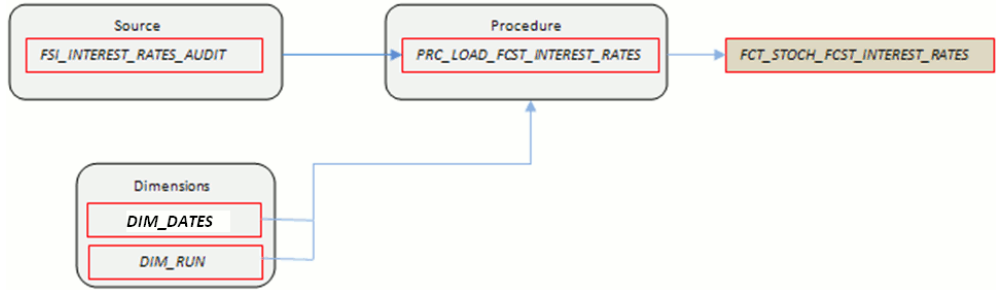 Source
FSI_INTEREST_RATES_AUDIT
Procedure
PRC_LOAD_FCST_INTEREST_RATES
FCT_STOCH_FCST_INTEREST_RATES
Dimensions
DIM_DATES
DIM_RUN